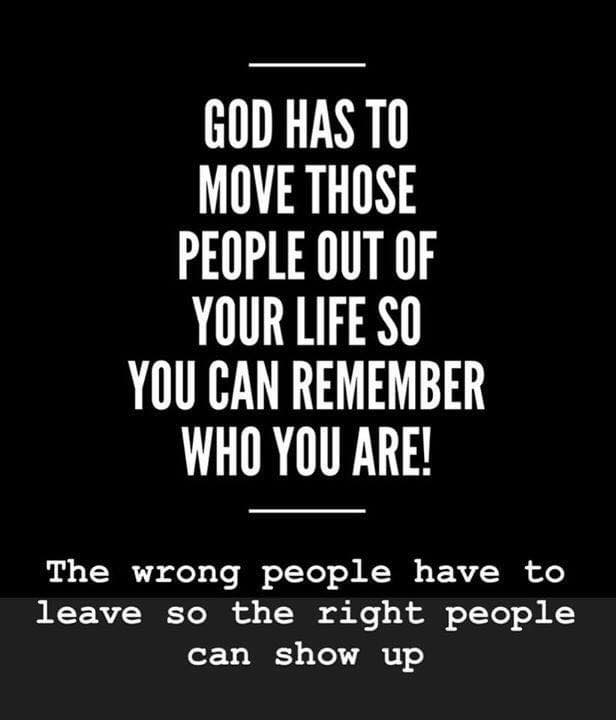 GOD HAS TO
MOVE THOSE
PEOPLE OUT OF
YOUR LIFE SO
YOU CAN REMEMBER
WHO YOU ARE!
The wrong people have to
leave so the right people
can show up